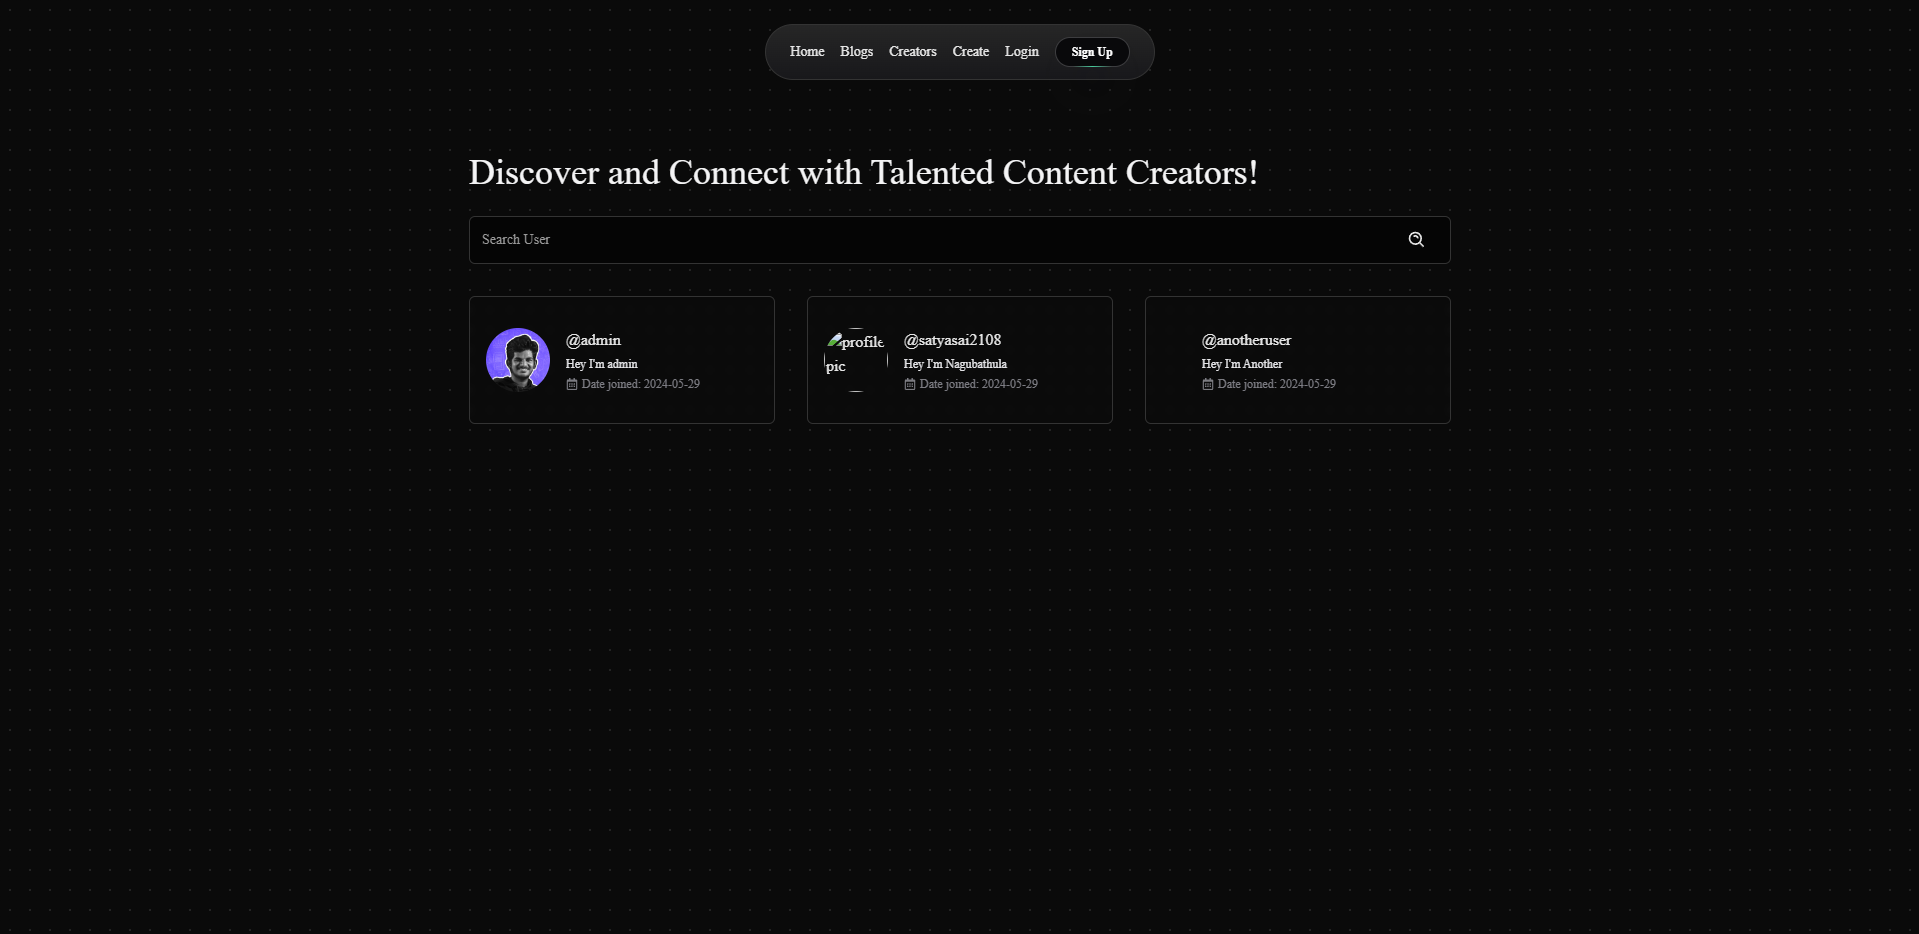 Home Blogs Creators Create Login Sign Up
Discover and Connect with Talented Content Creators!
Search User
@admin
Hey I'm admin
Date joined: 2024-05-29
profile
pic
@satyasai2108
Hey I'm Nagubathula
Date joined: 2024-05-29
@anotheruser
Hey I'm Another
Date joined: 2024-05-29